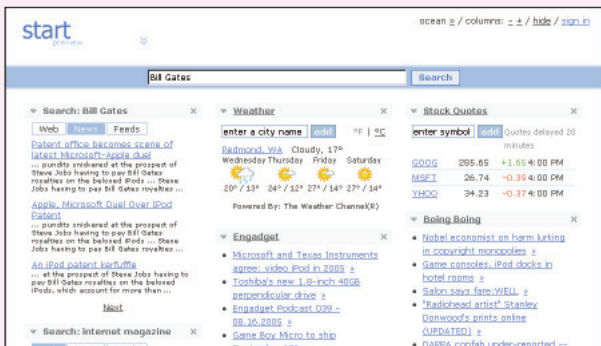 start
preview
ocean ± / columns: - + / hide / sign in
Bill Gates
Search
Search: Bill Gates
Web News Feeds
Patent office becomes scene of
latest Microsoft-Apple duel
... pundits snickered at the prospect of
Steve Jobs having to pay Bill Gates
royalties on the beloved iPods ... Steve
Jobs having to pay Bill Gates royalties ...
Apple, Microsoft Duel Over IPod
Patent
... pundits snickered at the prospect of
Steve Jobs having to pay Bill Gates
royalties on the beloved iPods ... Steve
Jobs having to pay Bill Gates royalties ...
An iPod patent kerfuffle
... at the prospect of Steve Jobs having to
pay Bill Gates royalties on the beloved
iPods, which account for more than ...
Next
Search: internet magazine
Weather
enter a city name add °F | °C
Redmond, WA Cloudy, 17°
Wednesday Thursday Friday Saturday
20° / 13° 24° / 12° 27° / 14° 27° / 14°
Powered By: The Weather Channel(R)
Engadget
Microsoft and Texas Instruments
agree: video iPod in 2005 »
Toshiba's new 1.8-inch 40GB
perpendicular drive »
Engadget Podcast 039 -
08.16.2005 »
Game Boy Micro to ship
Stock Quotes
enter symbol add Quotes delayed 20
minutes
GOOG 285.65 +1.65 4:00 PM
MSFT 26.74 -0.39 4:00 PM
YHOO 34.23 -0.37 4:00 PM
Boing Boing
Nobel economist on harm lurking
in copyright monopolies »
Game consoles, iPod docks in
hotel rooms »
Salon says fare:WELL »
"Radiohead artist" Stanley
Donwood's prints online
(UPDATED) »
DARPA confab under-reported --